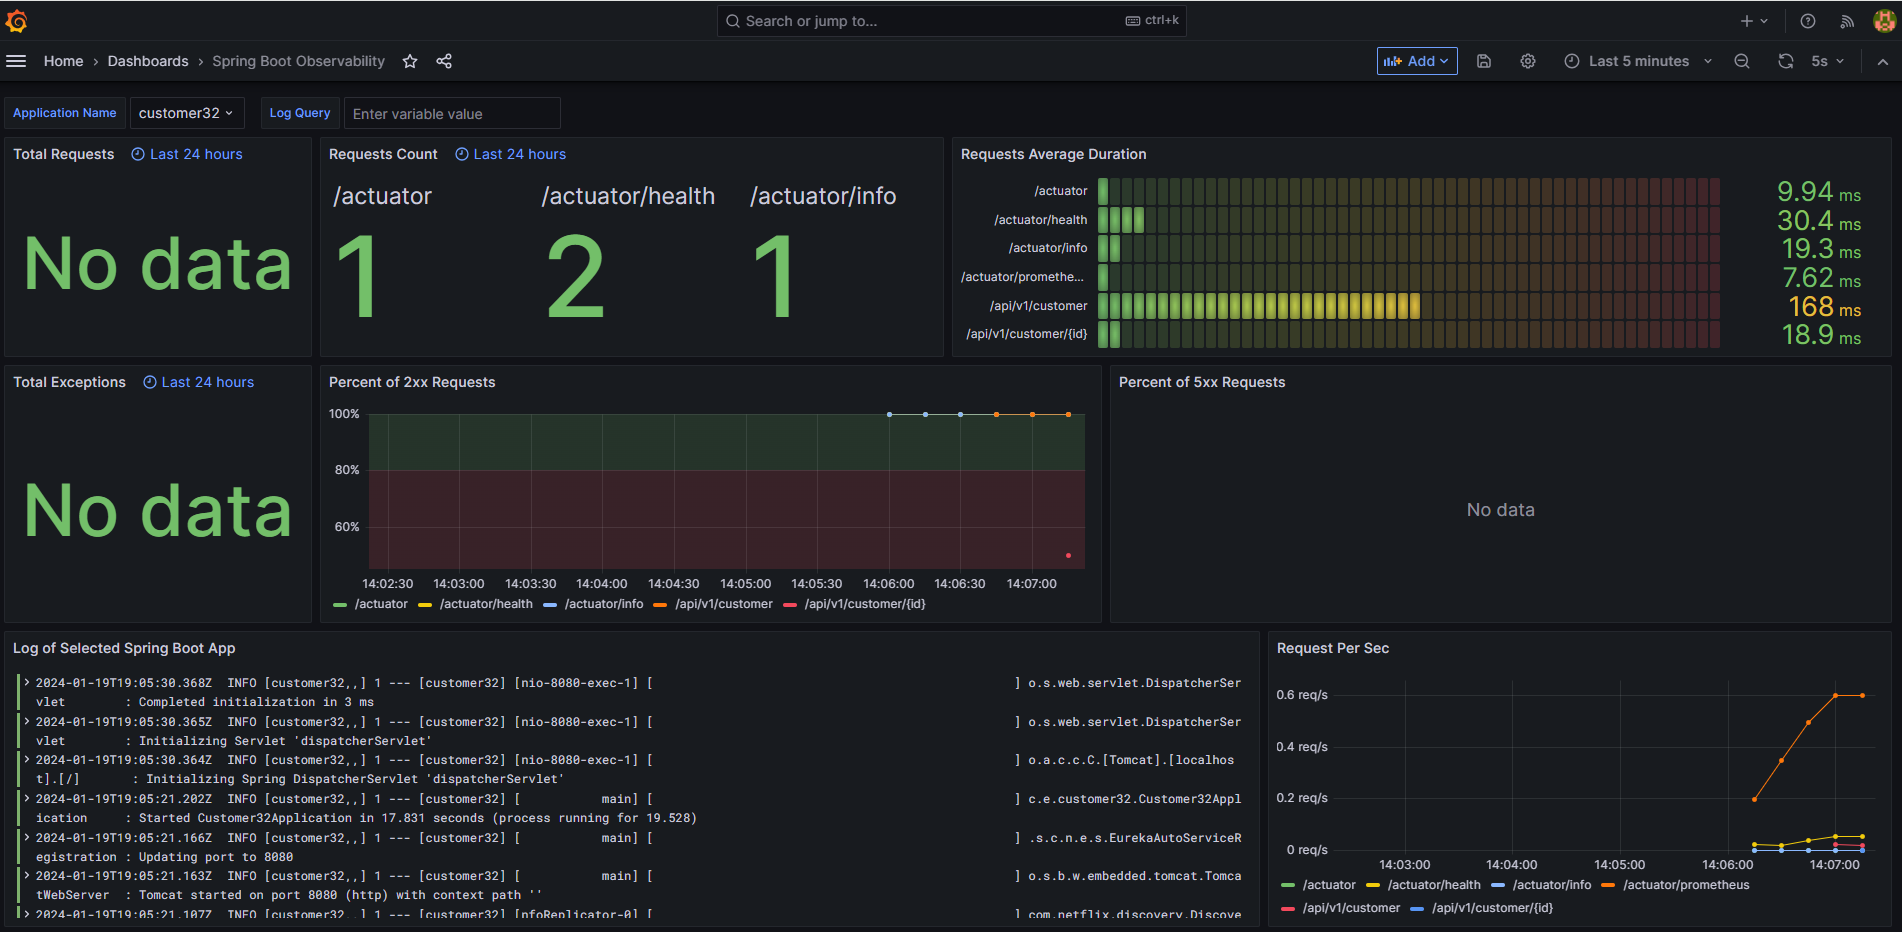 Search or jump to...
ctrl+k
Home › Dashboards › Spring Boot Observability
Add
Last 5 minutes
5s
Application Name
customer32
Log Query
Enter variable value
Total Requests
Last 24 hours
No data
Requests Count
Last 24 hours
/actuator
/actuator/health
/actuator/info
1
2
1
Requests Average Duration
/actuator
9.94 ms
/actuator/health
30.4 ms
/actuator/info
19.3 ms
/actuator/promethe...
7.62 ms
/api/v1/customer
168 ms
/api/v1/customer/{id}
18.9 ms
Total Exceptions
Last 24 hours
No data
Percent of 2xx Requests
100%
80%
60%
14:02:30 14:03:00 14:03:30 14:04:00 14:04:30 14:05:00 14:05:30 14:06:00 14:06:30 14:07:00
/actuator /actuator/health /actuator/info /api/v1/customer /api/v1/customer/{id}
Percent of 5xx Requests
No data
Log of Selected Spring Boot App
2024-01-19T19:05:30.368Z  INFO [customer32,,] 1 --- [customer32] [nio-8080-exec-1] [ ] o.s.web.servlet.DispatcherSer
vlet : Completed initialization in 3 ms
2024-01-19T19:05:30.365Z  INFO [customer32,,] 1 --- [customer32] [nio-8080-exec-1] [ ] o.s.web.servlet.DispatcherSer
vlet : Initializing Servlet 'dispatcherServlet'
2024-01-19T19:05:30.364Z  INFO [customer32,,] 1 --- [customer32] [nio-8080-exec-1] [ ] o.a.c.c.C.[Tomcat].[localhos
t].[/] : Initializing Spring DispatcherServlet 'dispatcherServlet'
2024-01-19T19:05:21.202Z  INFO [customer32,,] 1 --- [customer32] [ main] [ ] c.e.customer32.Customer32Appl
ication : Started Customer32Application in 17.831 seconds (process running for 19.528)
2024-01-19T19:05:21.166Z  INFO [customer32,,] 1 --- [customer32] [ main] [ ] .s.c.n.e.s.EurekaAutoServiceR
egistration : Updating port to 8080
2024-01-19T19:05:21.163Z  INFO [customer32,,] 1 --- [customer32] [ main] [ ] o.s.b.w.embedded.tomcat.Tomca
tWebServer : Tomcat started on port 8080 (http) with context path ''
2024-01-19T19:05:21.107Z  INFO [customer32,,] 1 --- [customer32] [nfoReplicator-0] [ ] com.netflix.discovery.Discove
Request Per Sec
0.6 req/s
0.4 req/s
0.2 req/s
0 req/s
14:03:00 14:04:00 14:05:00 14:06:00 14:07:00
/actuator /actuator/health /actuator/info /actuator/prometheus
/api/v1/customer /api/v1/customer/{id}